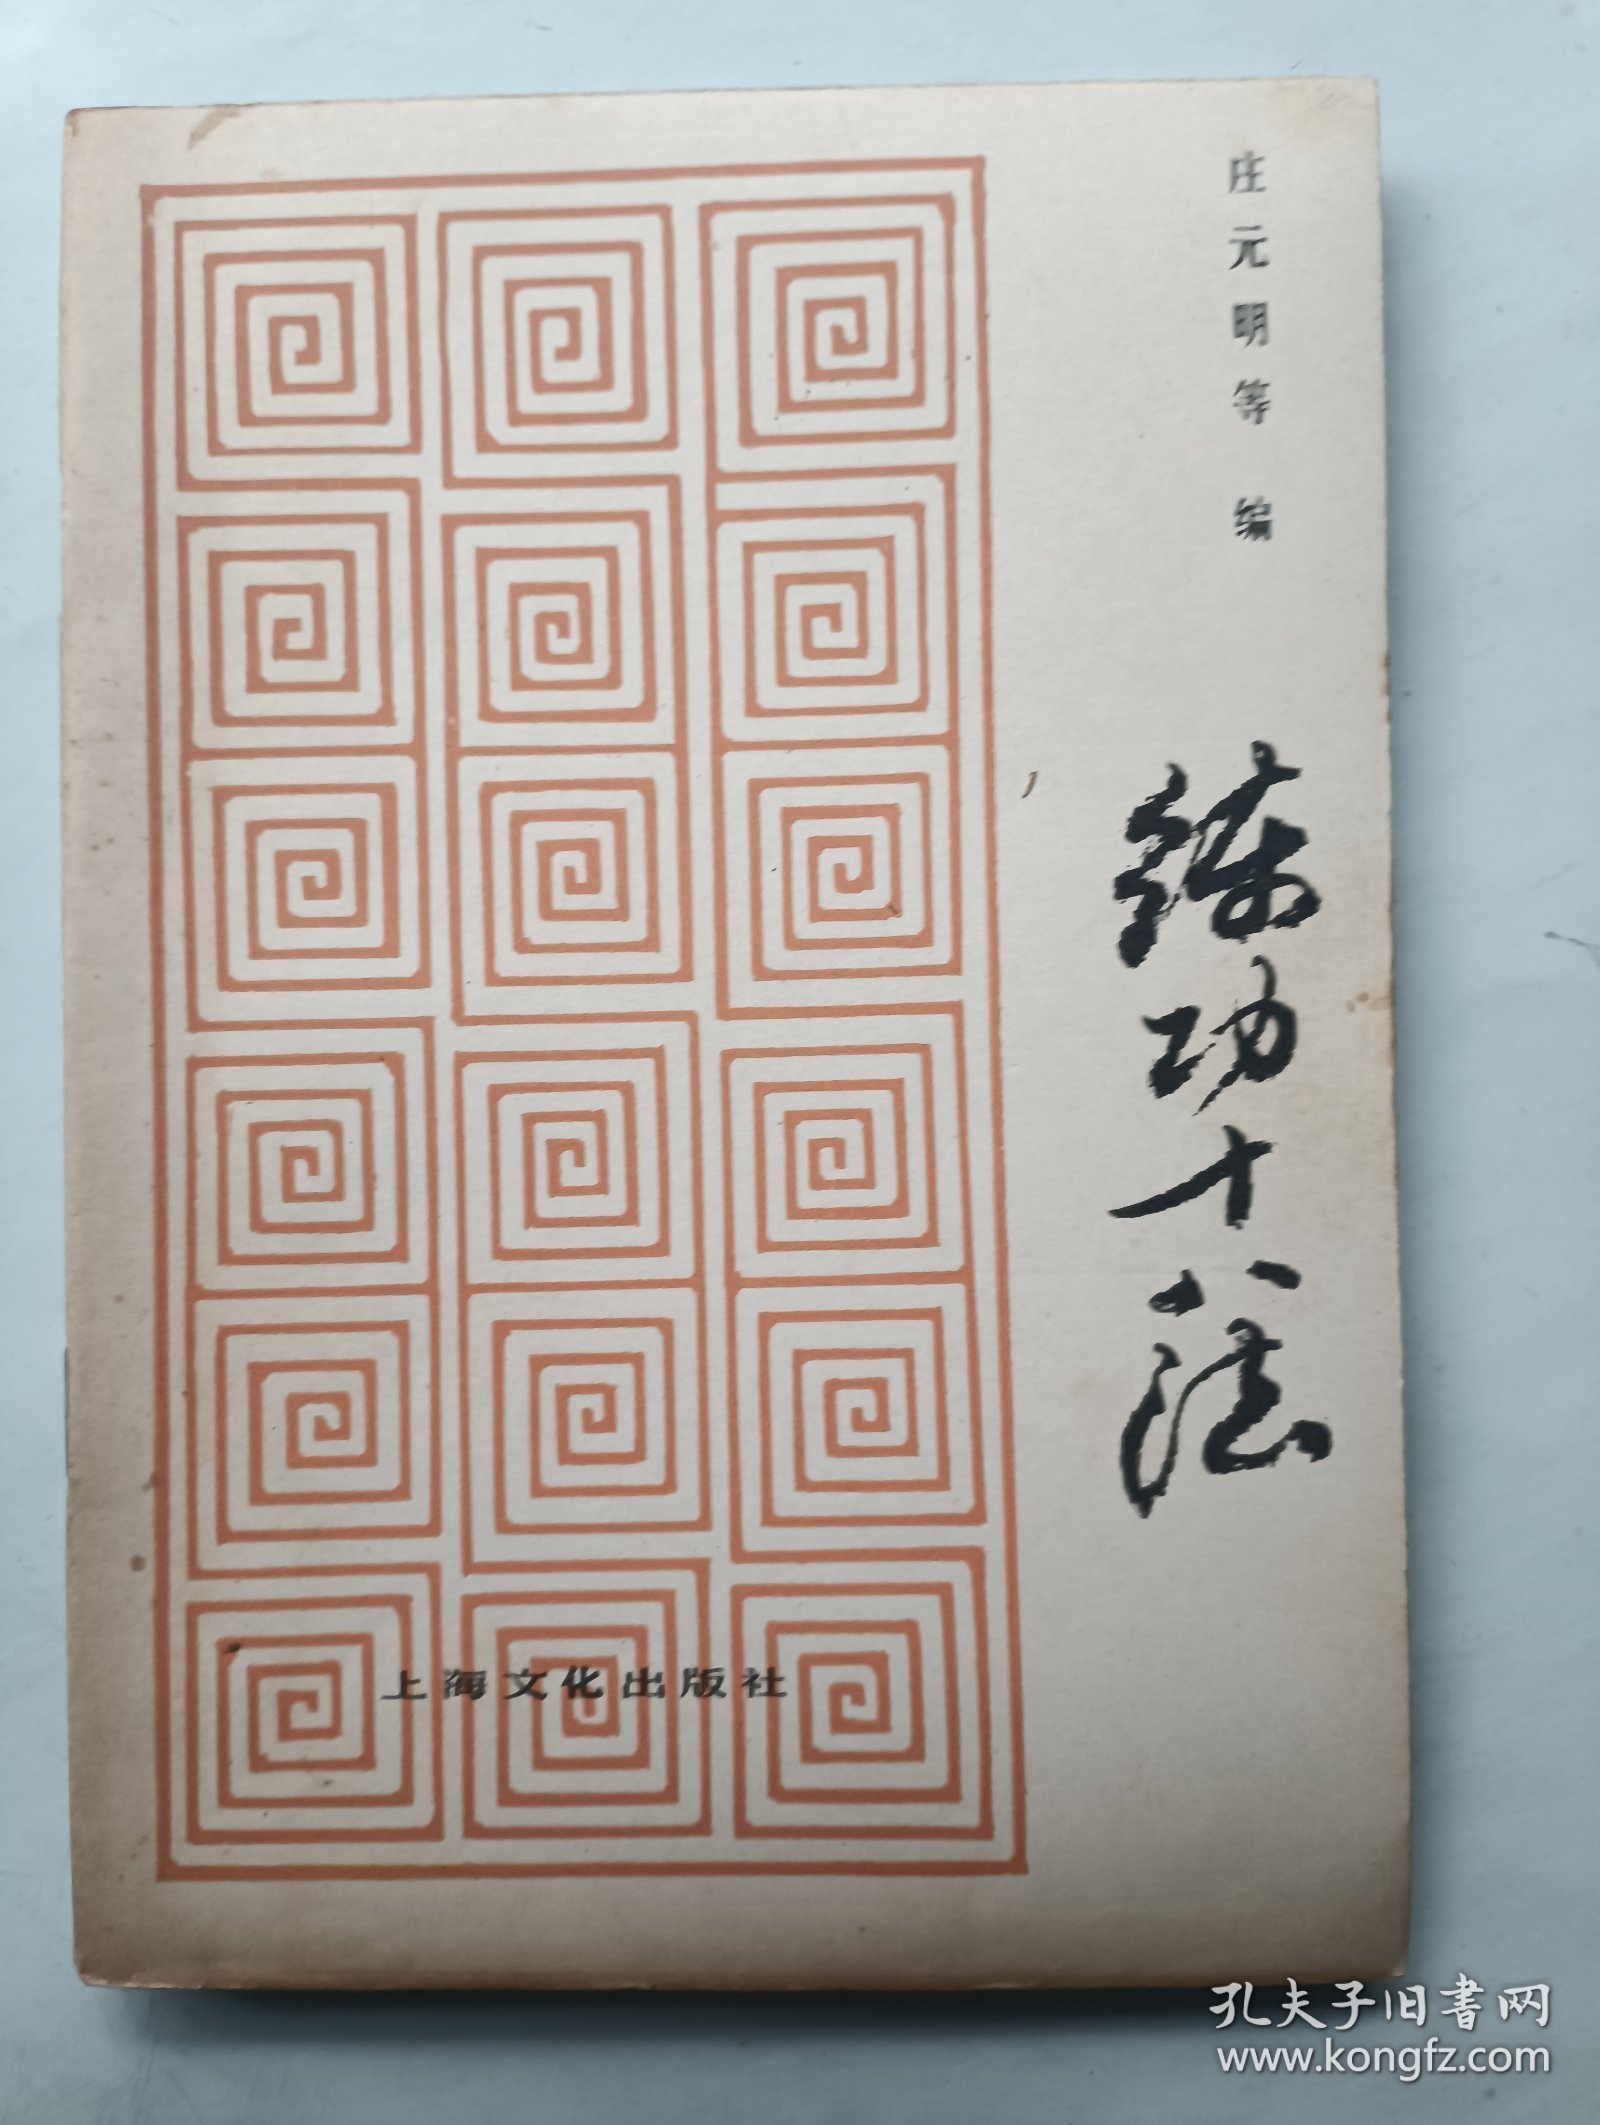 庄元明等 编
练功十八法
上海文化出版社
孔夫子旧书网
www.kongfz.com